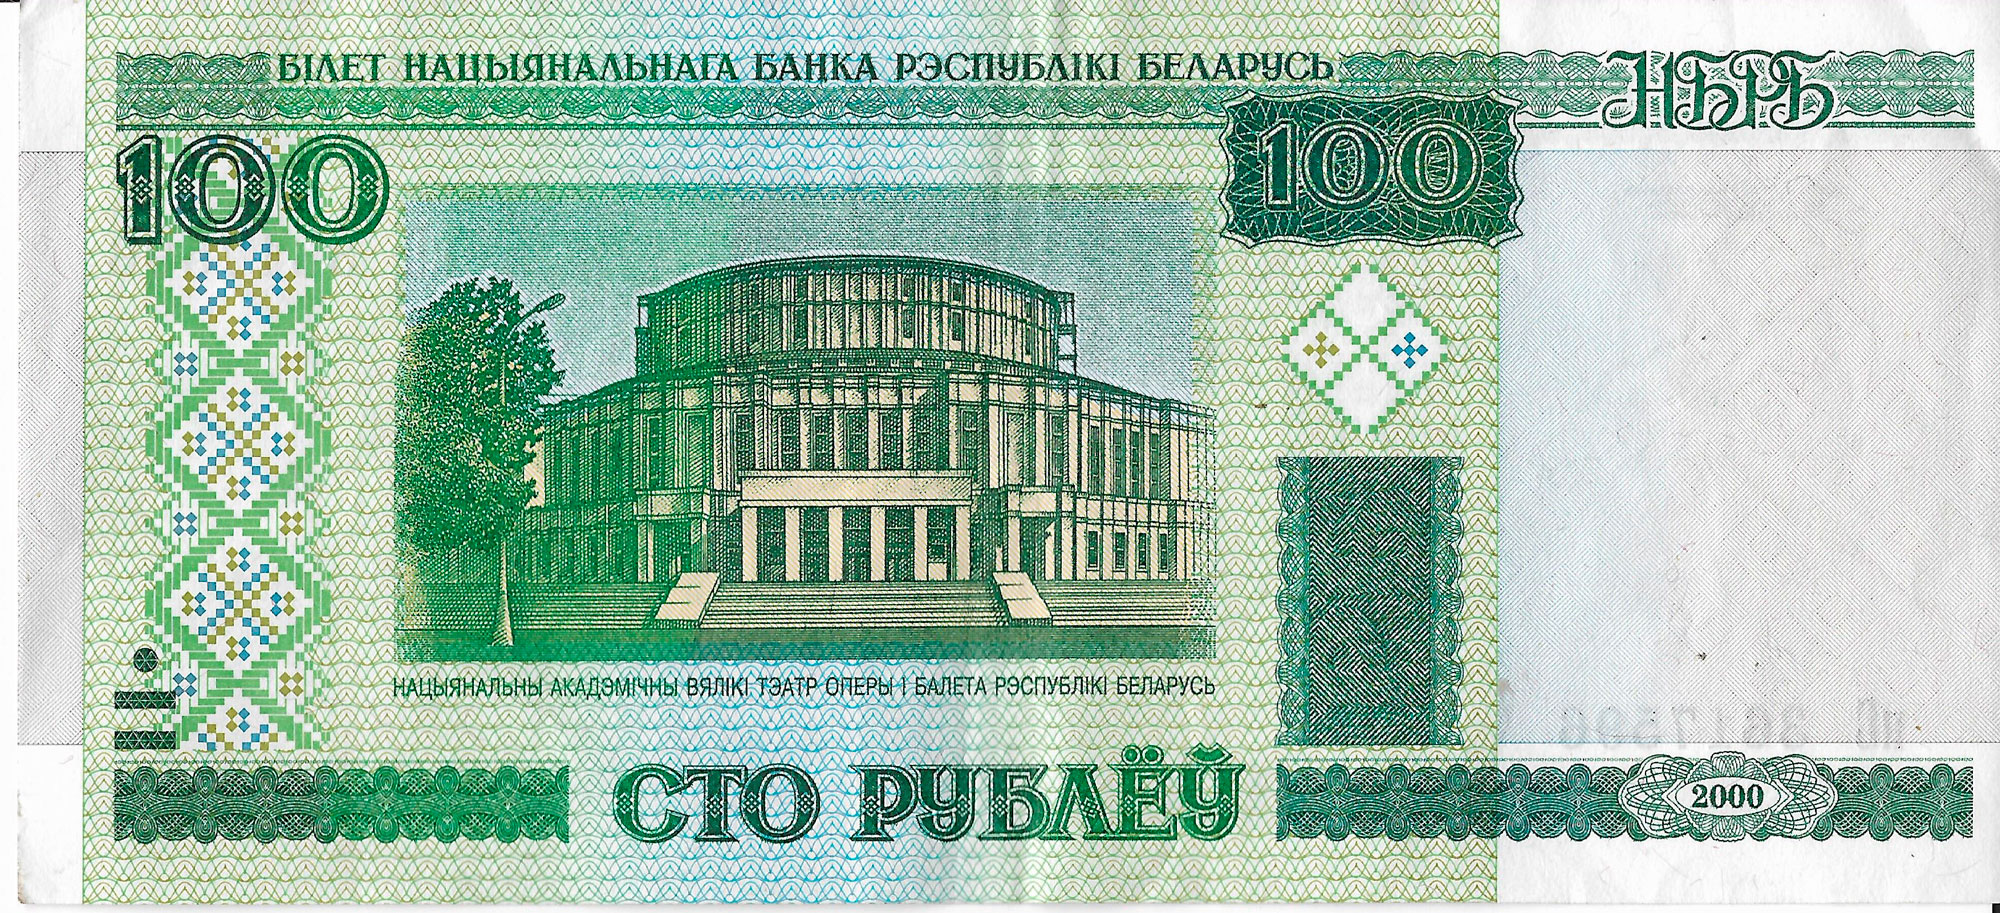 БІЛЕТ НАЦЫЯНАЛЬНАГА БАНКА РЭСПУБЛІКІ БЕЛАРУСЬ
НБРБ
100
100
НАЦЫЯНАЛЬНЫ АКАДЭМІЧНЫ ВЯЛІКІ ТЭАТР ОПЕРЫ І БАЛЕТА РЭСПУБЛІКІ БЕЛАРУСЬ
СТО РУБЛЁЎ
2000